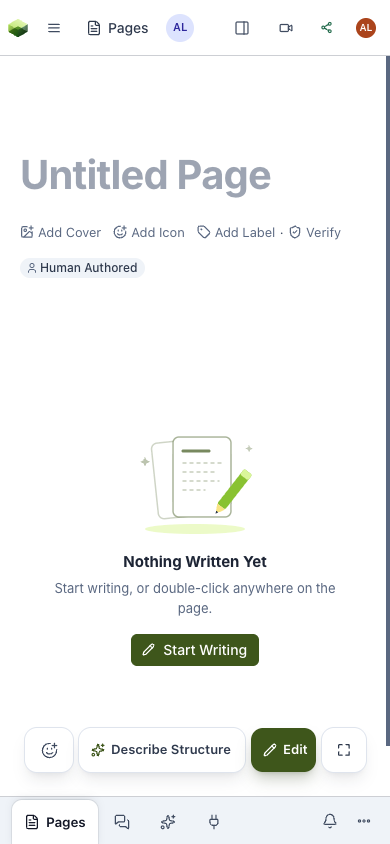 Pages AL AL
Untitled Page
Add Cover Add Icon Add Label · Verify
Human Authored
Nothing Written Yet
Start writing, or double-click anywhere on the
page.
Start Writing
Describe Structure Edit
Pages